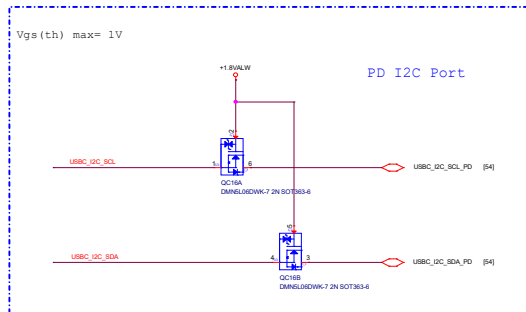 Vgs(th) max= 1V
+1.8VALW
PD I2C Port
2
USBC_I2C_SCL
1
6
USBC_I2C_SCL_PD [54]
QC16A
DMN5L06DWK-7 2N SOT363-6
5
USBC_I2C_SDA
4
3
USBC_I2C_SDA_PD [54]
QC16B
DMN5L06DWK-7 2N SOT363-6